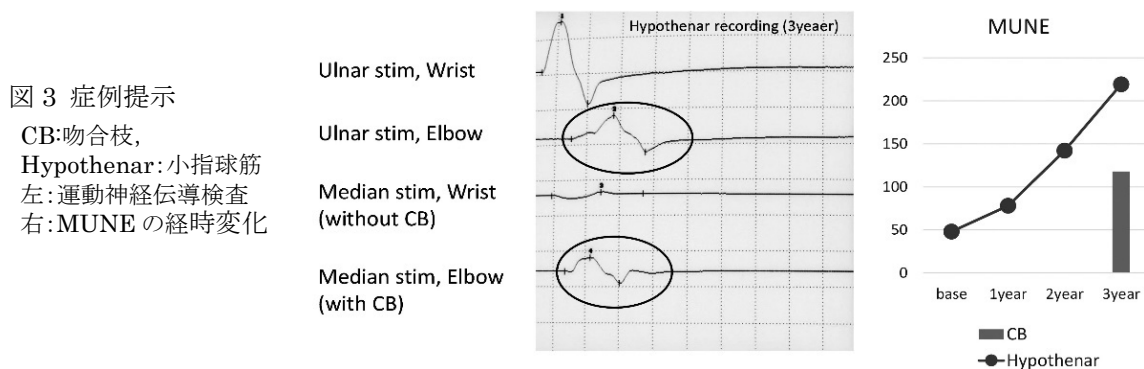 図 3 症例提示
CB:吻合枝,
Hypothenar:小指球筋
左:運動神経伝導検査
右:MUNE の経時変化
Hypothenar recording (3yeaer)
Ulnar stim, Wrist
Ulnar stim, Elbow
Median stim, Wrist
(without CB)
Median stim, Elbow
(with CB)
MUNE
250
200
150
100
50
0
base 1year 2year 3year
CB
Hypothenar